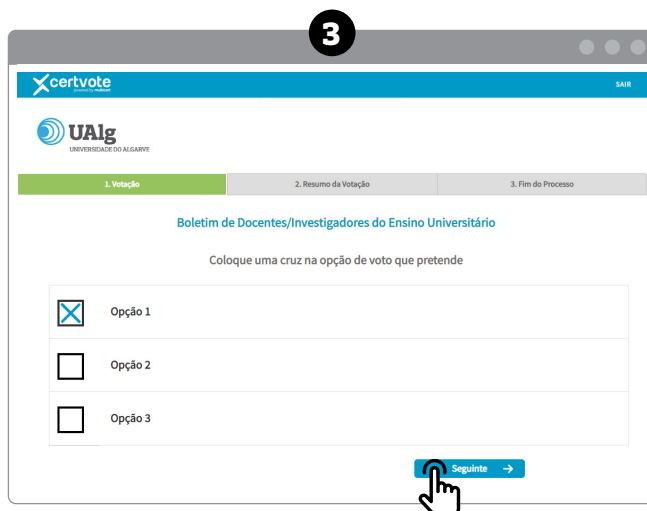 3
certvote
powered by multicert
SAIR
UAlg
UNIVERSIDADE DO ALGARVE
1. Votação
2. Resumo da Votação
3. Fim do Processo
Boletim de Docentes/Investigadores do Ensino Universitário
Coloque uma cruz na opção de voto que pretende
Opção 1
Opção 2
Opção 3
Seguinte →